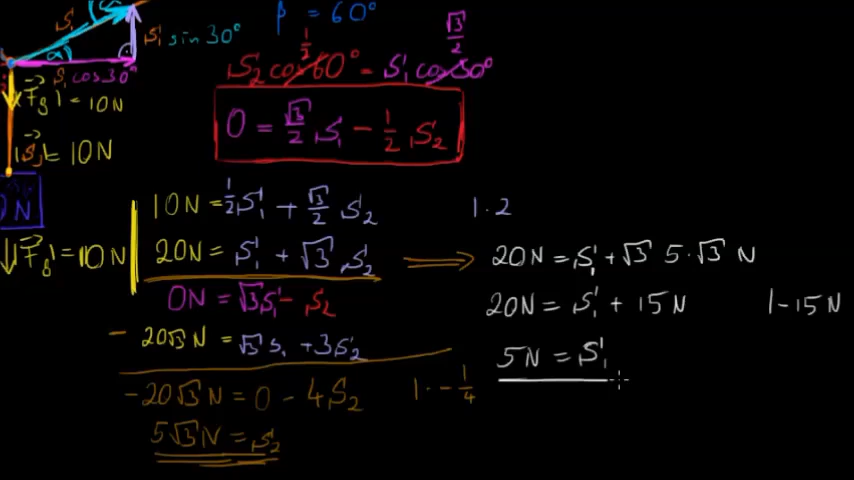 β = 60°
S₁
S₁ sin 30°
α
S₁ cos 30°
1/2
√3/2
S₂ cos 60° = S₁ cos 30°
|F⃗g| = 10N
0 = √3/2 S₁ − 1/2 S₂
|S⃗₃| = 10N
N
10N = 1/2 S₁ + √3/2 S₂ | · 2
↓|F⃗g| = 10N
20N = S₁ + √3 S₂ ⟹ 20N = S₁ + √3 5·√3 N
0N = √3S₁ − S₂
20N = S₁ + 15N |−15N
− 20√3 N = √3 S₁ + 3S₂
5N = S₁
−20√3 N = 0 − 4S₂ | · −1/4
5√3 N = S₂